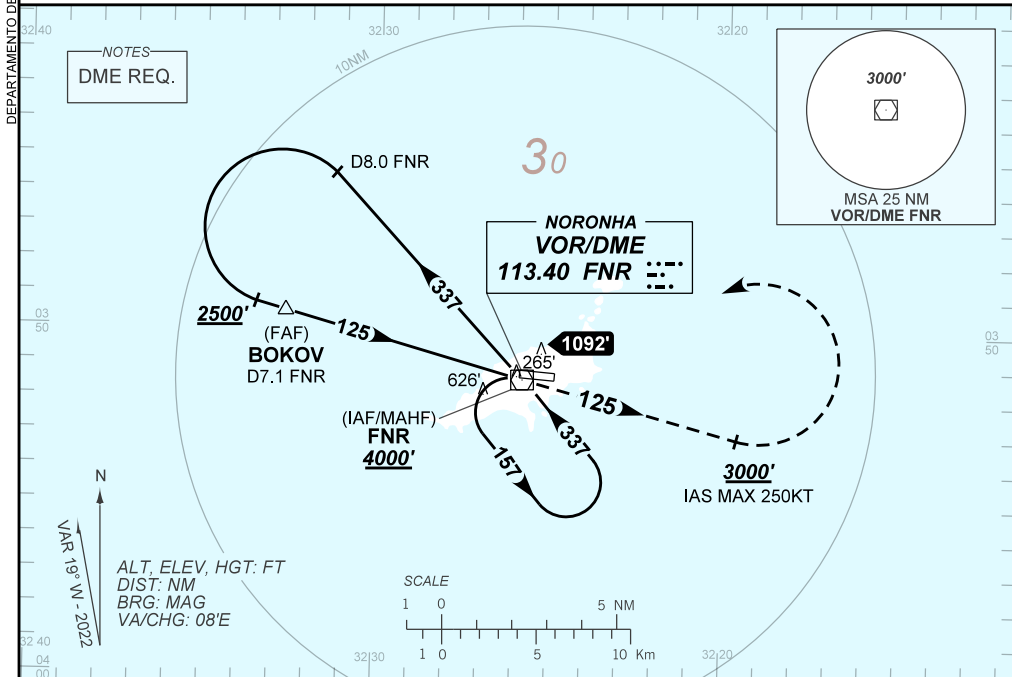 DEPARTAMENTO DE
32 40
32 30
32 20
NOTES
DME REQ.
10NM
3000'
MSA 25 NM
VOR/DME FNR
D8.0 FNR
30
NORONHA
VOR/DME
113.40 FNR
337
2500'
125
(FAF)
BOKOV
D7.1 FNR
03
50
03
50
1092'
265'
626'
(IAF/MAHF)
FNR
4000'
125
337
157
3000'
IAS MAX 250KT
N
VAR 19° W - 2022
ALT, ELEV, HGT: FT
DIST: NM
BRG: MAG
VA/CHG: 08'E
SCALE
1 0 5 NM
1 0 5 10 Km
32 40
04
00
32 30
32 20